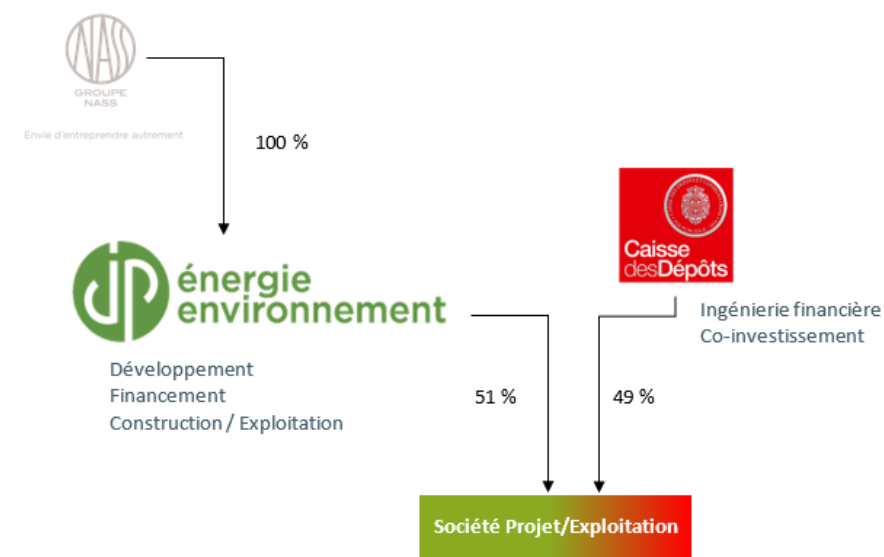 NASS
GROUPE
NASS
Envie d'entreprendre autrement
100 %
JP
énergie
environnement
Développement
Financement
Construction / Exploitation
Caisse
desDépôts
Ingénierie financière
Co-investissement
51 %
49 %
Société Projet/Exploitation